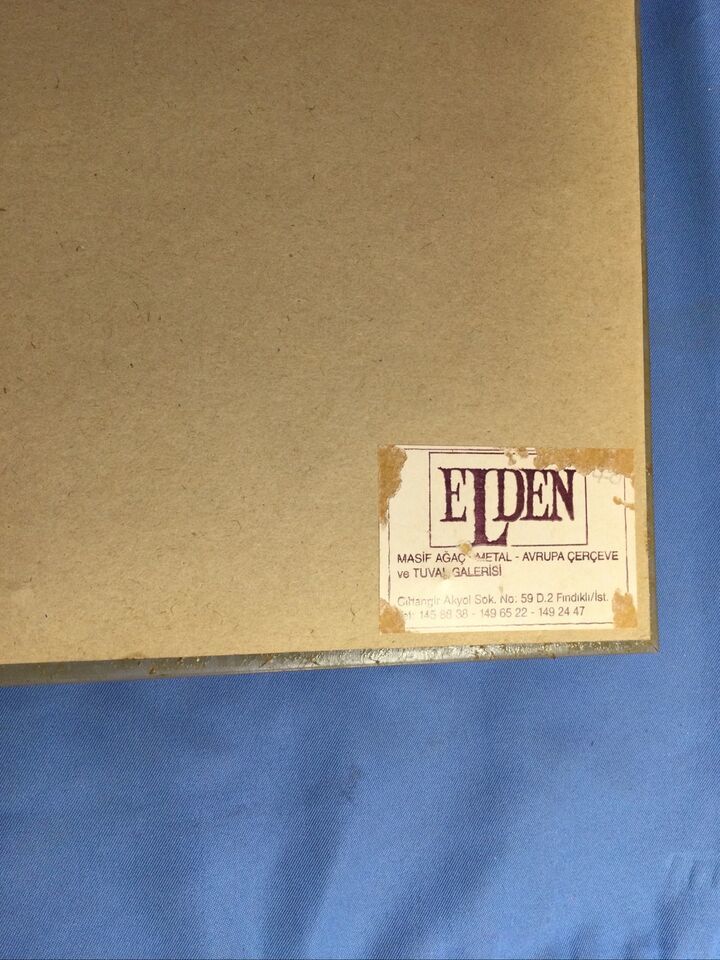 ELDEN
MASİF AĞAÇ - METAL - AVRUPA ÇERÇEVE
ve TUVAL GALERİSİ
Cihangir Akyol Sok. No: 59 D.2 Fındıklı/İst.
145 88 38 - 149 65 22 - 149 24 47